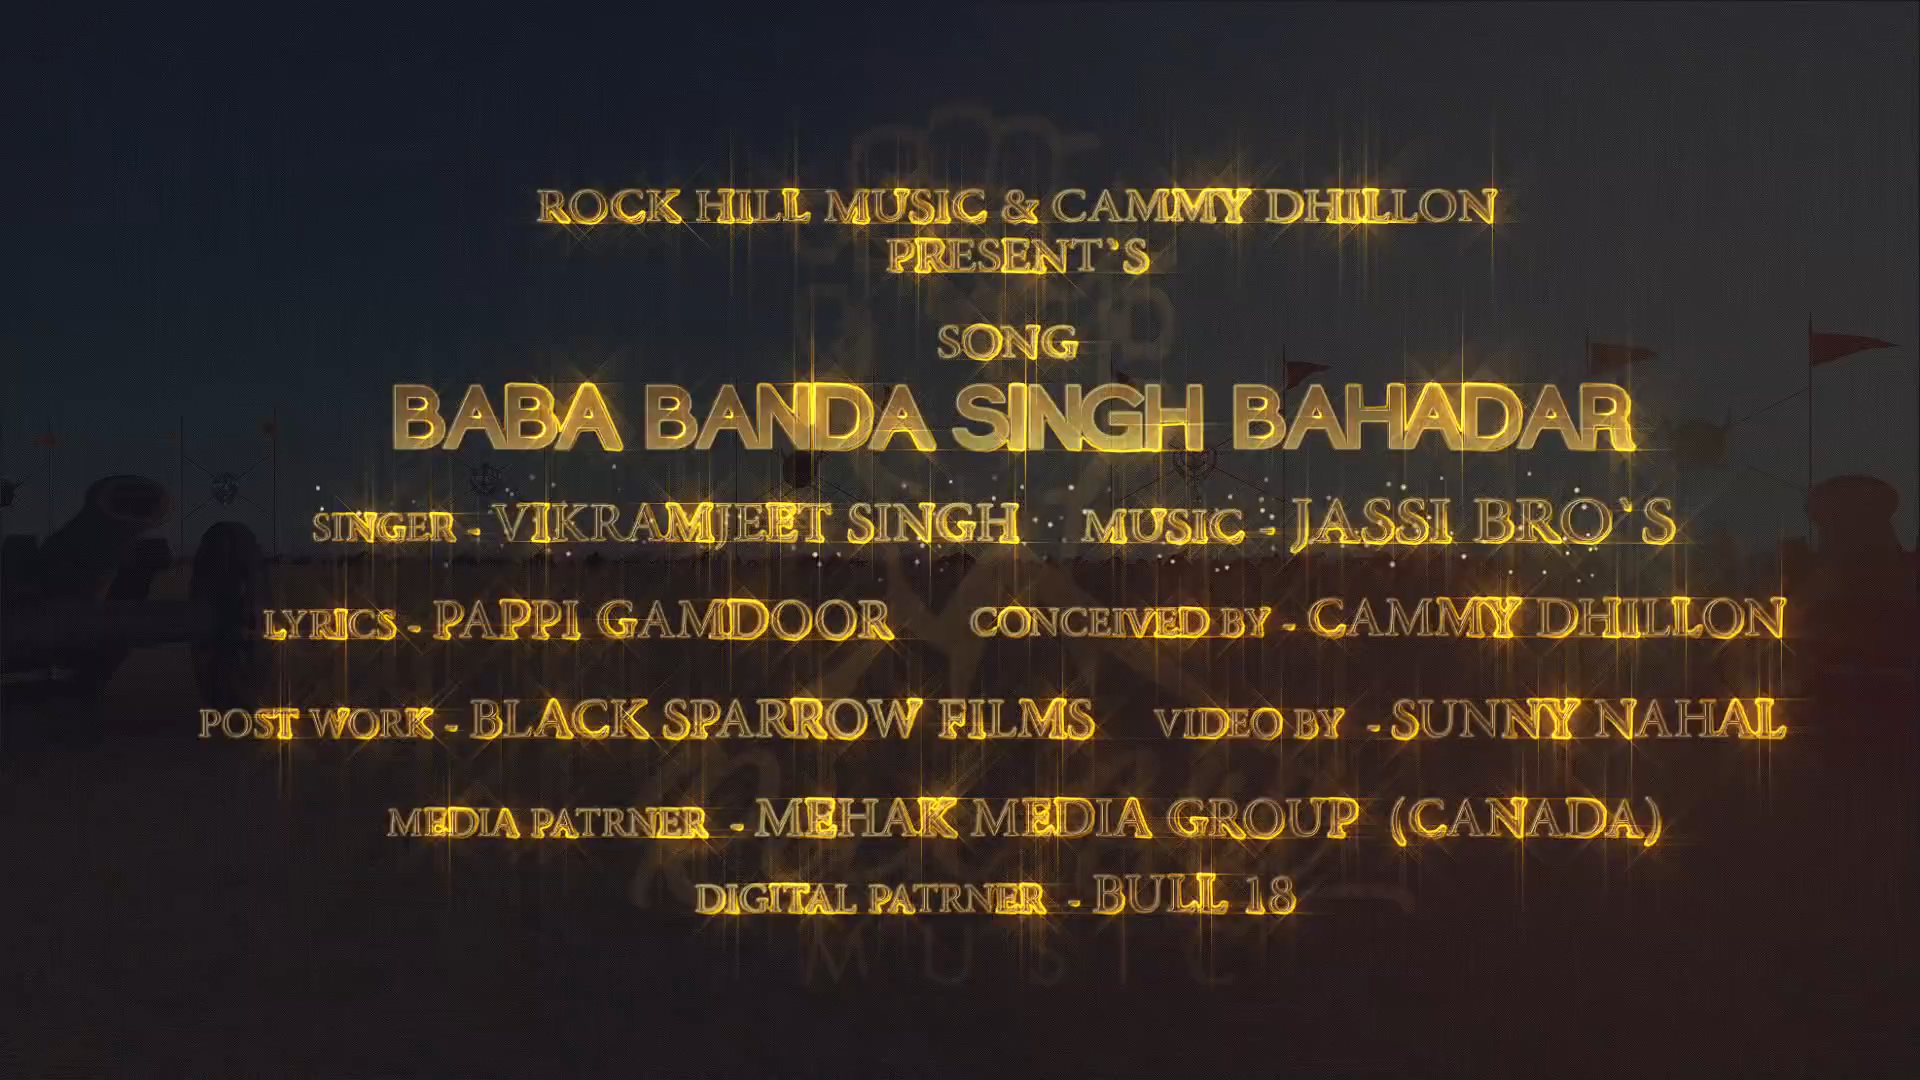 ROCK HILL MUSIC & CAMMY DHILLON
PRESENT`S
SONG
BABA BANDA SINGH BAHADAR
SINGER - VIKRAMJEET SINGH MUSIC - JASSI BRO`S
LYRICS - PAPPI GAMDOOR CONCEIVED BY - CAMMY DHILLON
POST WORK - BLACK SPARROW FILMS VIDEO BY - SUNNY NAHAL
MEDIA PATRNER - MEHAK MEDIA GROUP (CANADA)
DIGITAL PATRNER - BULL 18
MUSIC